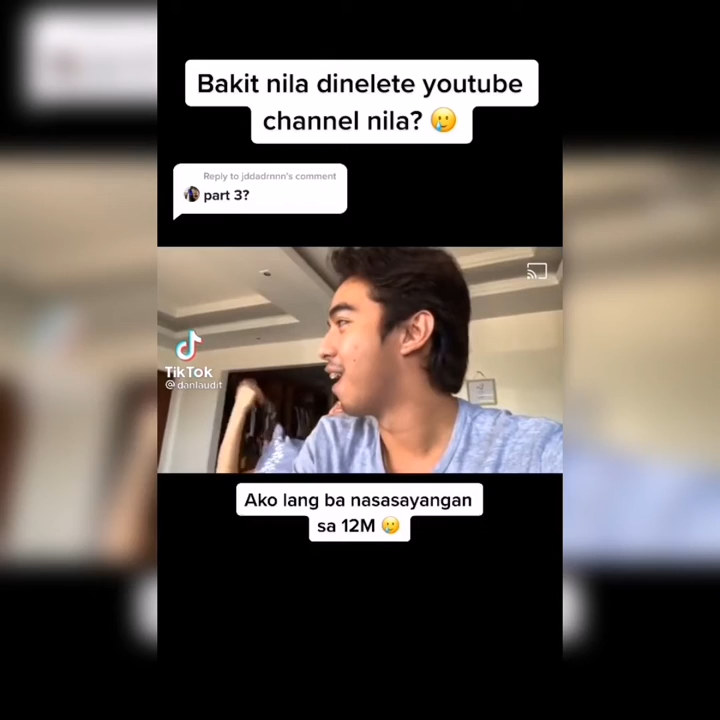 Bakit nila dinelete youtube
channel nila? 🥲
Reply to jddadrnnn's comment
part 3?
TikTok
@danlaudit
Ako lang ba nasasayangan
sa 12M 🥲